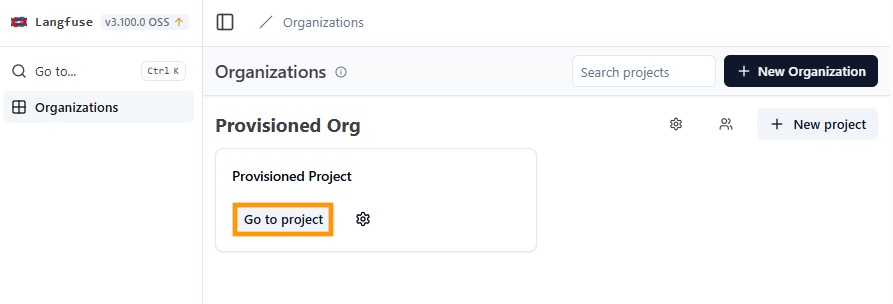 Langfuse v3.100.0 OSS ↑
Organizations
Go to... Ctrl K
Organizations
Organizations
Search projects
New Organization
Provisioned Org
New project
Provisioned Project
Go to project